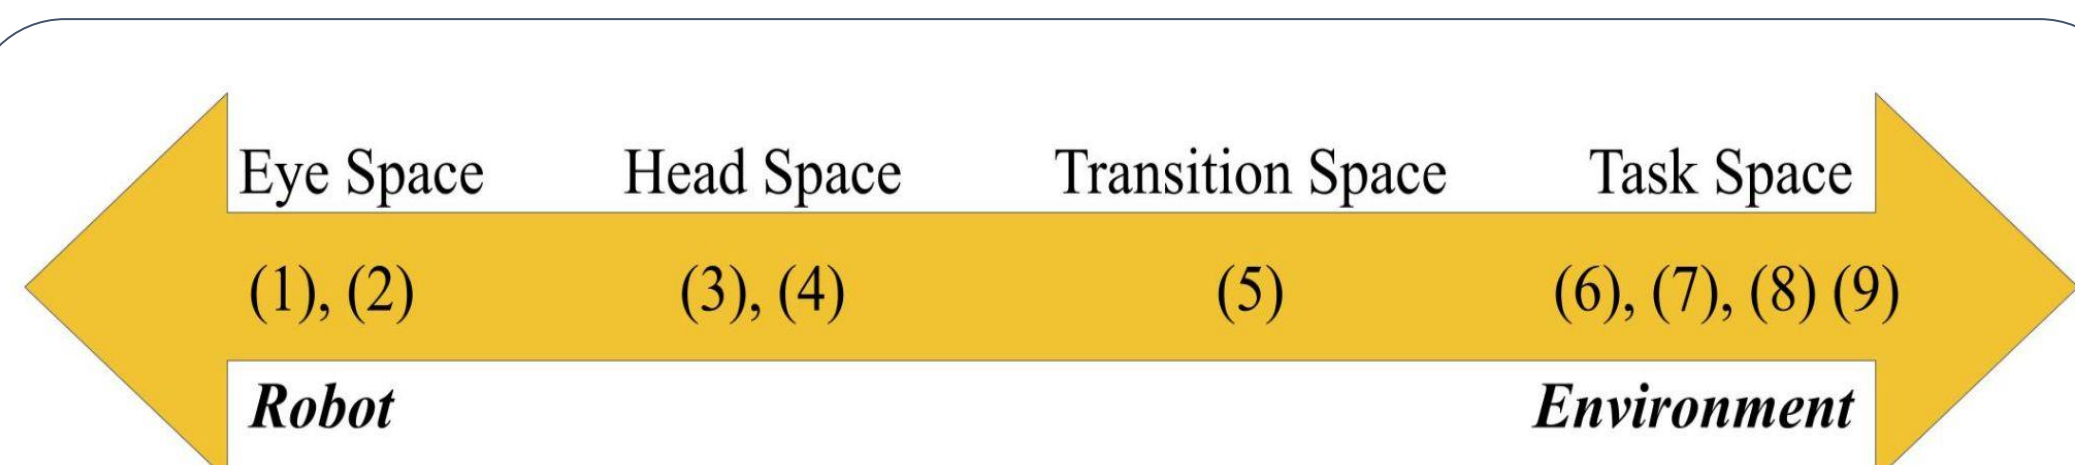 Eye Space Head Space Transition Space Task Space
(1), (2) (3), (4) (5) (6), (7), (8) (9)
Robot Environment